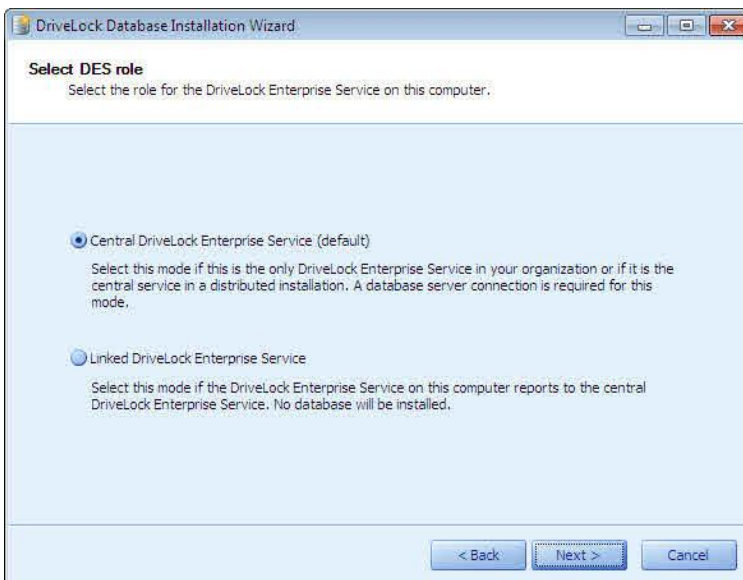 DriveLock Database Installation Wizard
Select DES role
Select the role for the DriveLock Enterprise Service on this computer.
Central DriveLock Enterprise Service (default)
Select this mode if this is the only DriveLock Enterprise Service in your organization or if it is the
central service in a distributed installation. A database server connection is required for this
mode.
Linked DriveLock Enterprise Service
Select this mode if the DriveLock Enterprise Service on this computer reports to the central
DriveLock Enterprise Service. No database will be installed.
< Back Next > Cancel